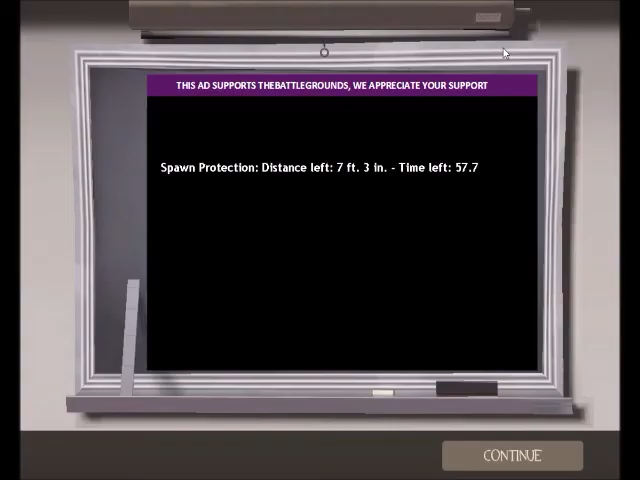 THIS AD SUPPORTS THEBATTLEGROUNDS, WE APPRECIATE YOUR SUPPORT
Spawn Protection: Distance left: 7 ft. 3 in. - Time left: 57.7
CONTINUE